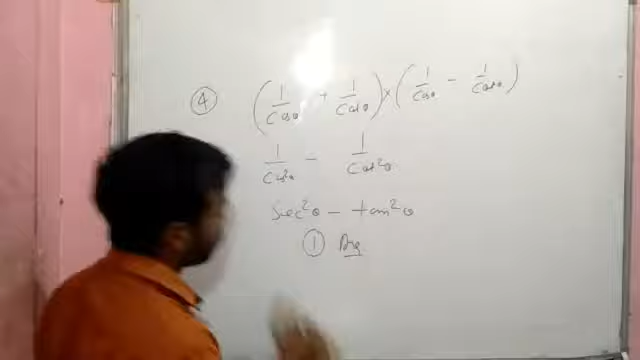 ④ (1/Cosθ + 1/Cotθ) × (1/Cosθ - 1/Cotθ)
1/Cos²θ - 1/Cot²θ
Sec²θ - tan²θ
① Ans